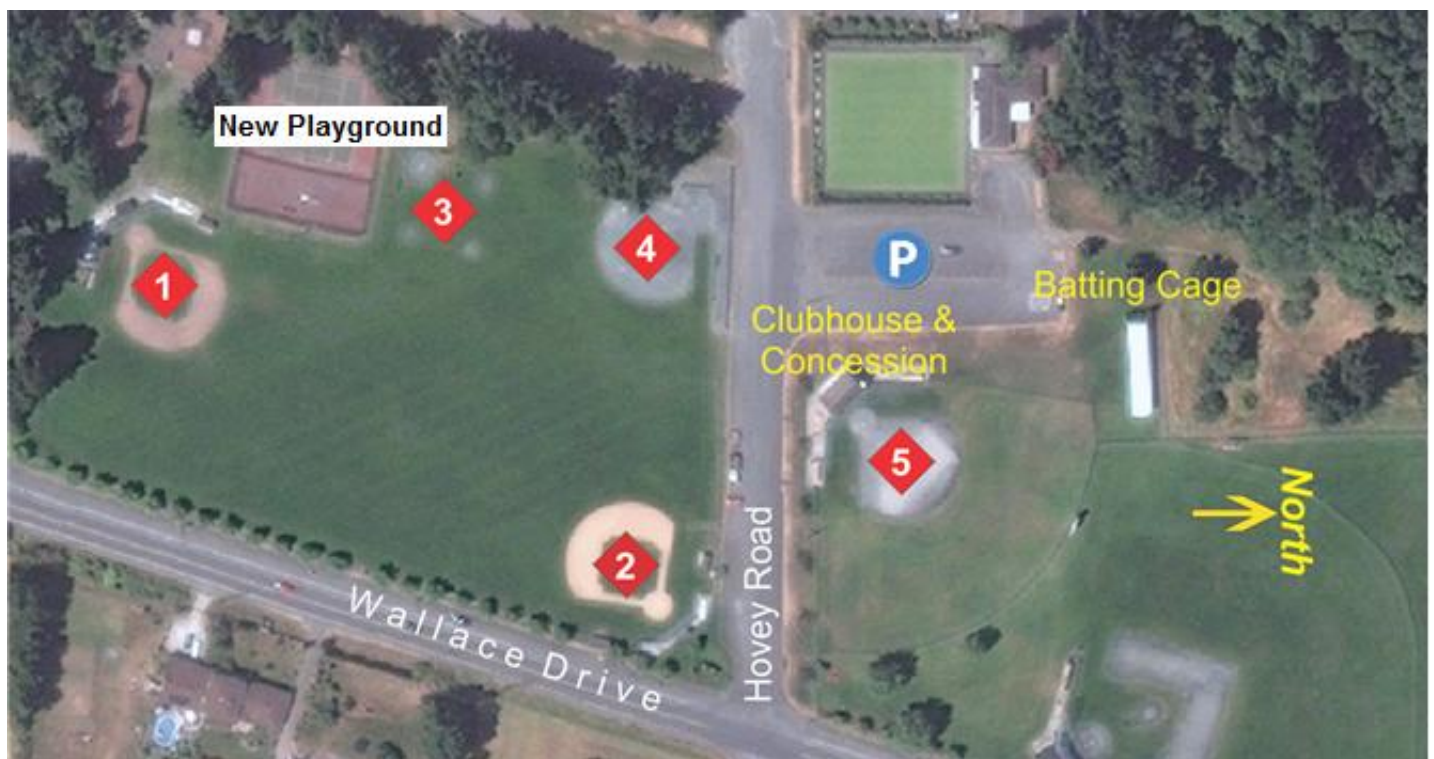 New Playground
3
4
1
P
Batting Cage
Clubhouse &
Concession
5
North
2
Hovey Road
Wallace Drive